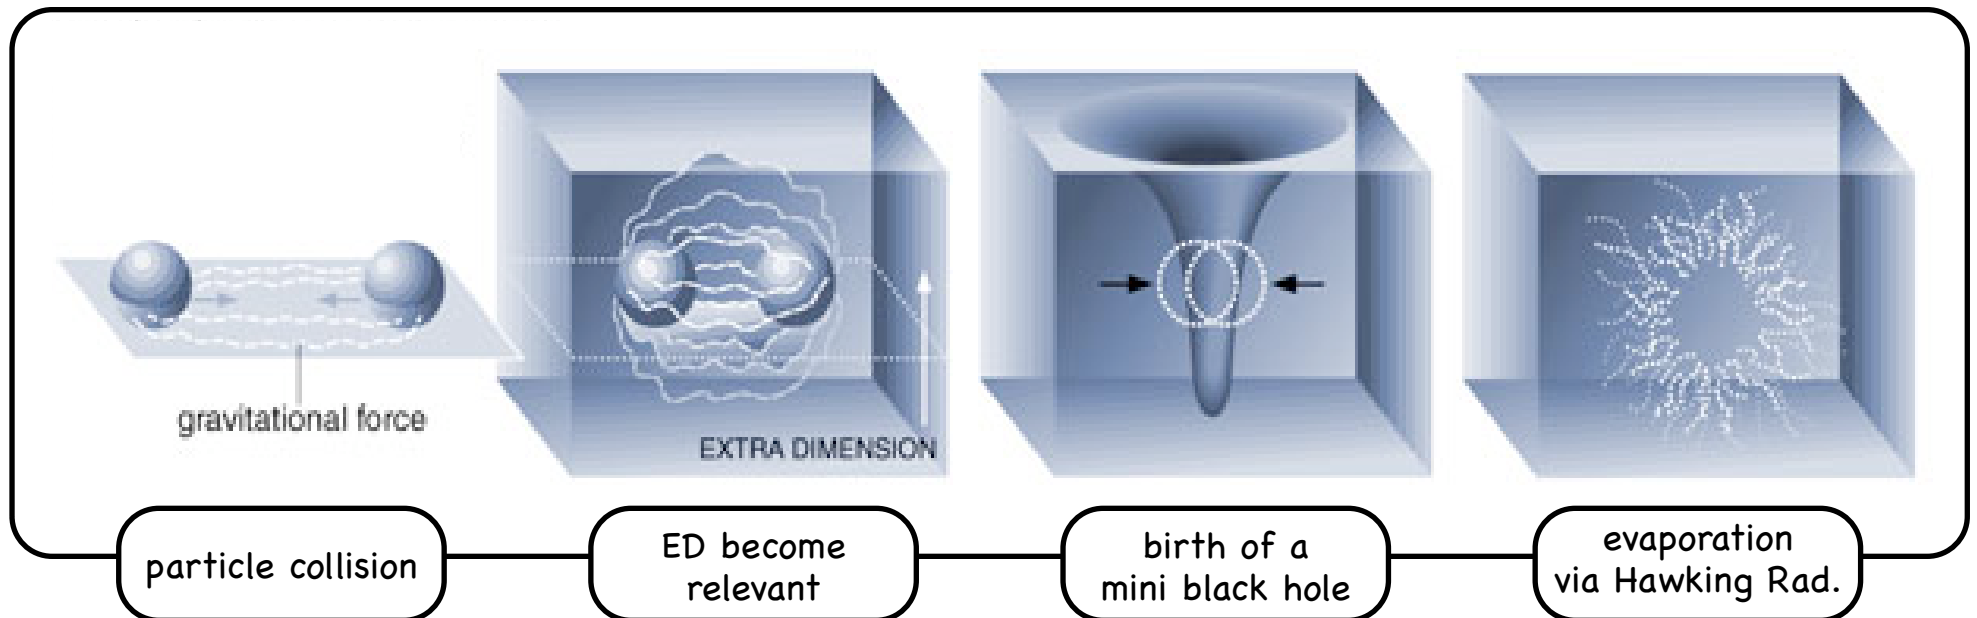 gravitational force
EXTRA DIMENSION
particle collision
ED become
relevant
birth of a
mini black hole
evaporation
via Hawking Rad.